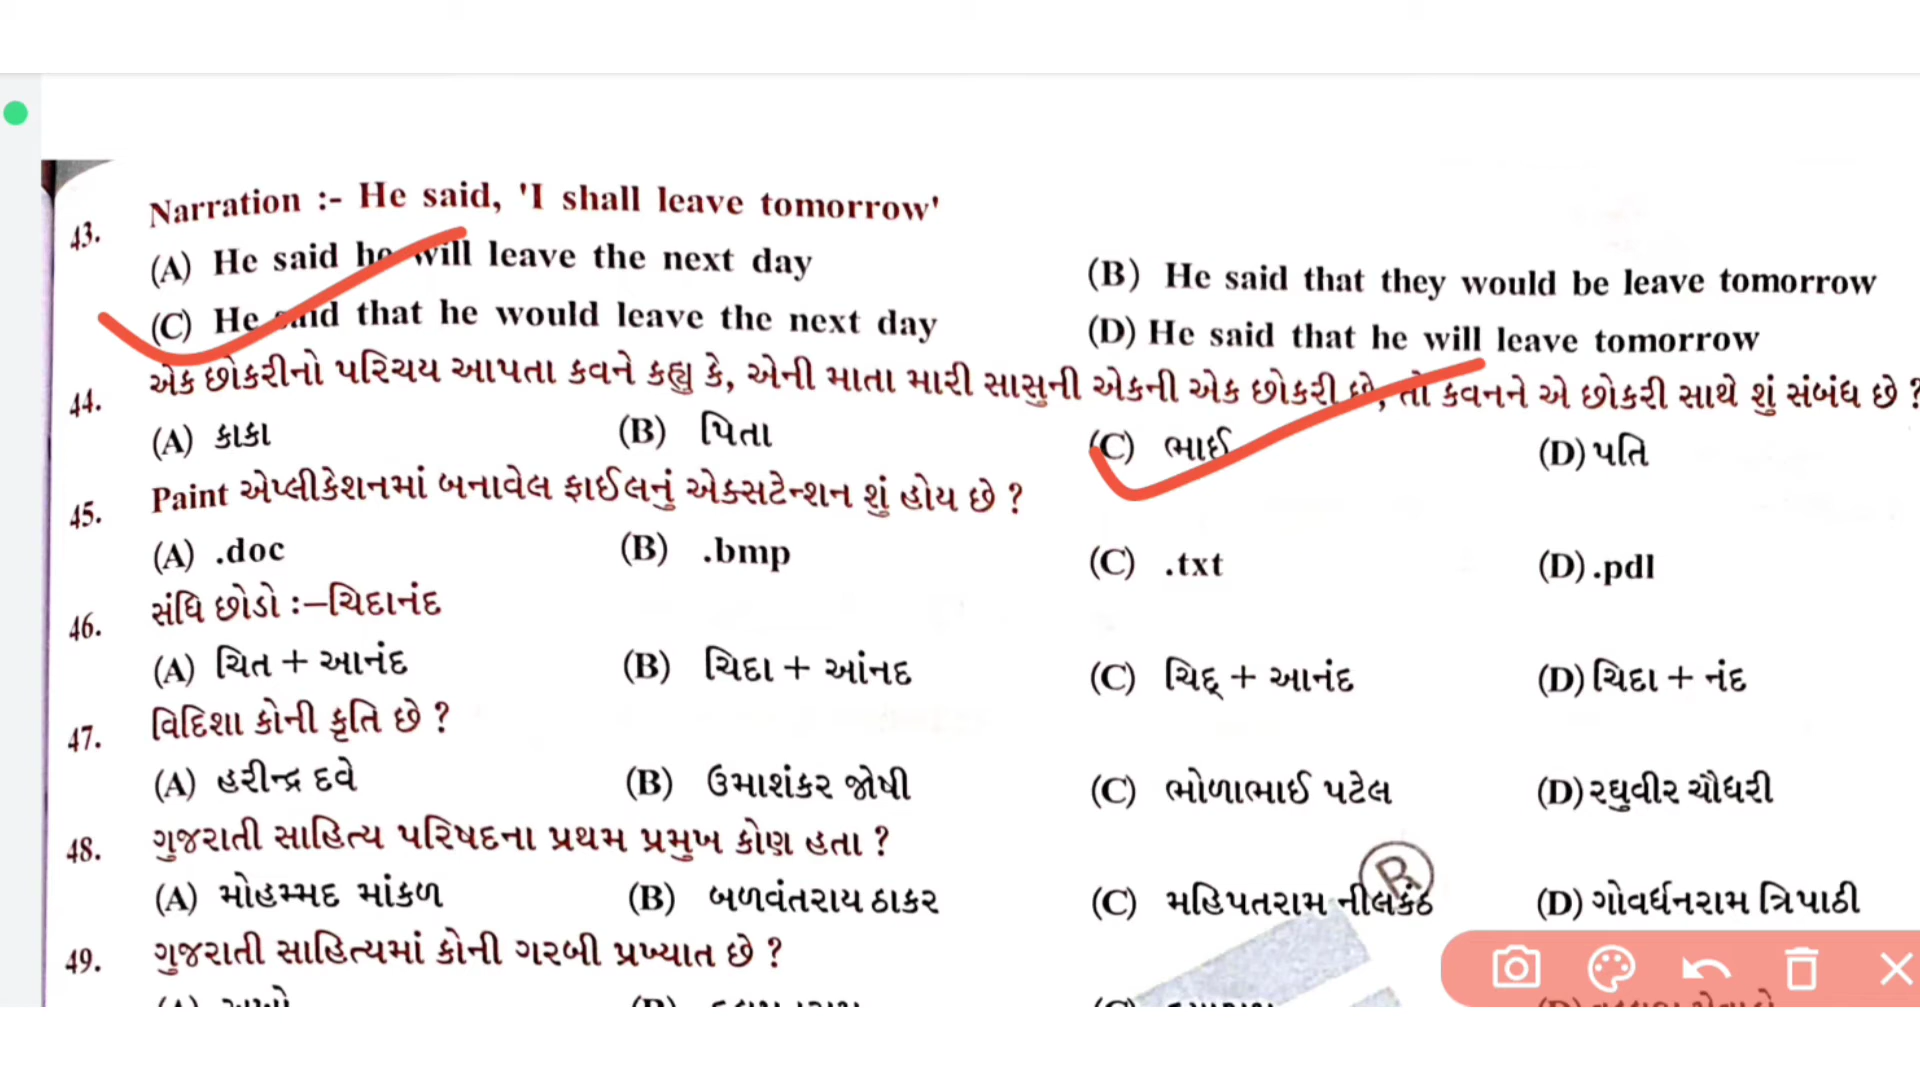 43. Narration :- He said, 'I shall leave tomorrow'
(A) He said he will leave the next day (B) He said that they would be leave tomorrow
(C) He said that he would leave the next day (D) He said that he will leave tomorrow
44. એક છોકરીનો પરિચય આપતા કવને કહ્યુ કે, એની માતા મારી સાસુની એકની એક છોકરી છે, તો કવનને એ છોકરી સાથે શું સંબંધ છે ?
(A) કાકા (B) પિતા (C) ભાઈ (D) પતિ
45. Paint એપ્લીકેશનમાં બનાવેલ ફાઈલનું એક્સટેન્શન શું હોય છે ?
(A) .doc (B) .bmp (C) .txt (D) .pdl
46. સંધિ છોડો :–ચિદાનંદ
(A) ચિત + આનંદ (B) ચિદા + આંનદ (C) ચિદ્ + આનંદ (D) ચિદા + નંદ
47. વિદિશા કોની કૃતિ છે ?
(A) હરીન્દ્ર દવે (B) ઉમાશંકર જોષી (C) ભોળાભાઈ પટેલ (D) રઘુવીર ચૌધરી
48. ગુજરાતી સાહિત્ય પરિષદના પ્રથમ પ્રમુખ કોણ હતા ?
(A) મોહમ્મદ માંકળ (B) બળવંતરાય ઠાકર (C) મહિપતરામ નીલકંઠ (D) ગોવર્ધનરામ ત્રિપાઠી
R
49. ગુજરાતી સાહિત્યમાં કોની ગરબી પ્રખ્યાત છે ?